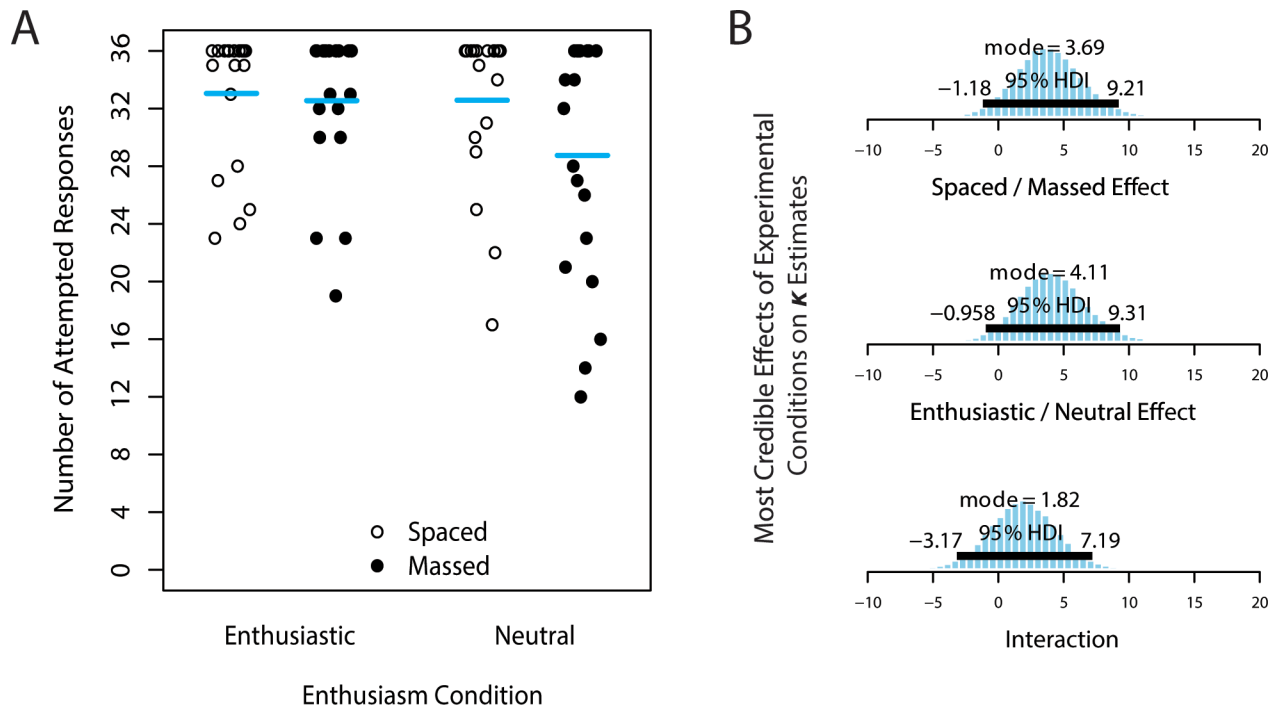 A
Number of Attempted Responses
36
32
28
24
20
16
12
8
4
0
Spaced
Massed
Enthusiastic
Neutral
Enthusiasm Condition
B
Most Credible Effects of Experimental
Conditions on κ Estimates
mode = 3.69
95% HDI
−1.18
9.21
−10
−5
0
5
10
15
20
Spaced / Massed Effect
mode = 4.11
95% HDI
−0.958
9.31
−10
−5
0
5
10
15
20
Enthusiastic / Neutral Effect
mode = 1.82
95% HDI
−3.17
7.19
−10
−5
0
5
10
15
20
Interaction